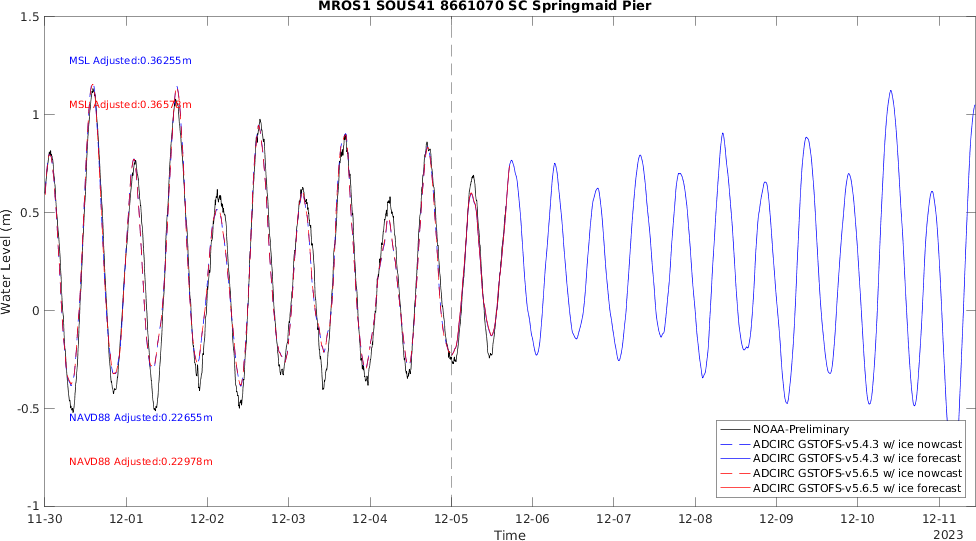 MROS1 SOUS41 8661070 SC Springmaid Pier
1.5
1
0.5
0
-0.5
-1
Water Level (m)
MSL Adjusted:0.36255m
MSL Adjusted:0.3657 m
NAVD88 Adjusted:0.22655m
NAVD88 Adjusted:0.22978m
NOAA-Preliminary
ADCIRC GSTOFS-v5.4.3 w/ ice nowcast
ADCIRC GSTOFS-v5.4.3 w/ ice forecast
ADCIRC GSTOFS-v5.6.5 w/ ice nowcast
ADCIRC GSTOFS-v5.6.5 w/ ice forecast
11-30 12-01 12-02 12-03 12-04 12-05 12-06 12-07 12-08 12-09 12-10 12-11
Time
2023